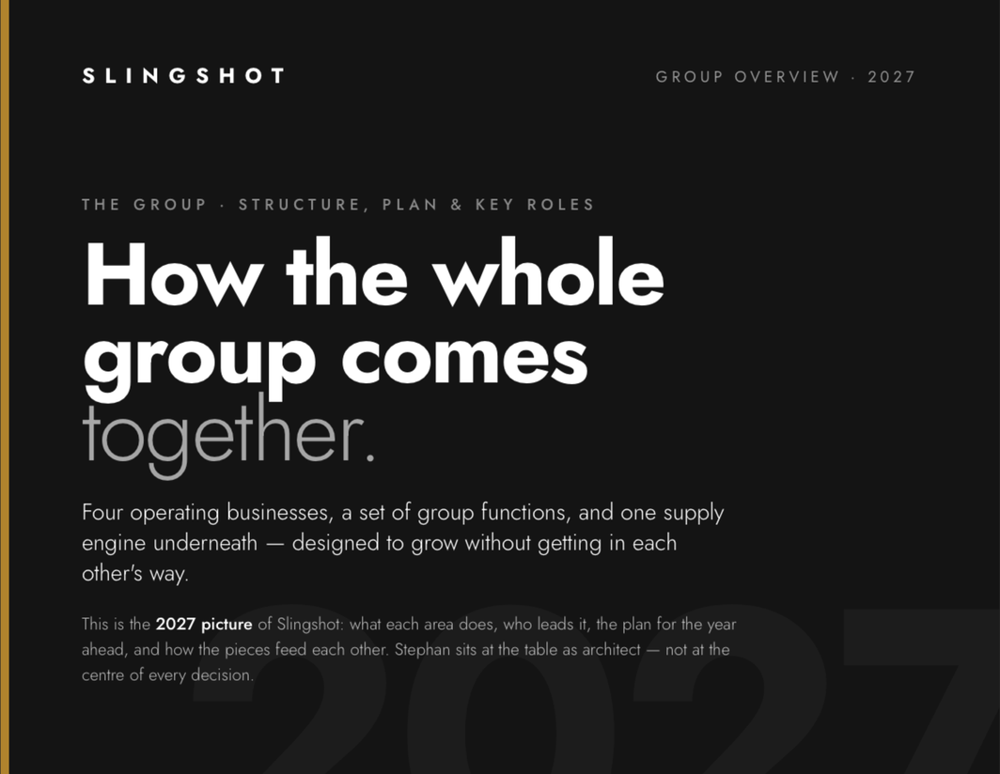 SLINGSHOT
GROUP OVERVIEW · 2027
THE GROUP · STRUCTURE, PLAN & KEY ROLES
How the whole
group comes
together.
Four operating businesses, a set of group functions, and one supply
engine underneath — designed to grow without getting in each
other's way.
This is the 2027 picture of Slingshot: what each area does, who leads it, the plan for the year
ahead, and how the pieces feed each other. Stephan sits at the table as architect — not at the
centre of every decision.
2027